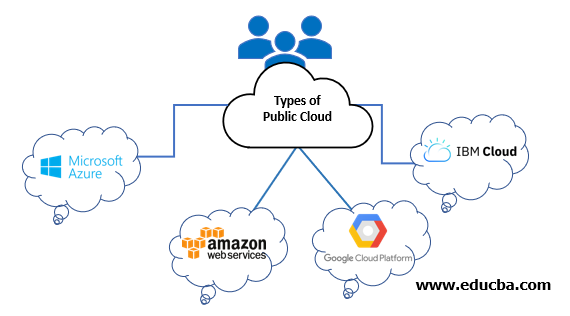 Types of
Public Cloud
Microsoft
Azure
IBM Cloud
amazon
web services
Google Cloud Platform
www.educba.com